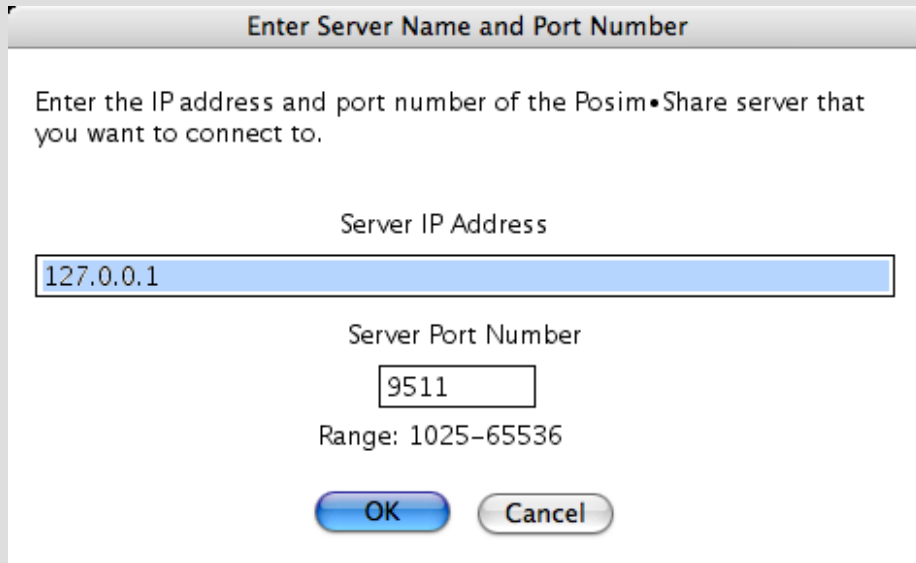 Enter Server Name and Port Number
Enter the IP address and port number of the Posim•Share server that
you want to connect to.
Server IP Address
127.0.0.1
Server Port Number
9511
Range: 1025–65536
OK Cancel